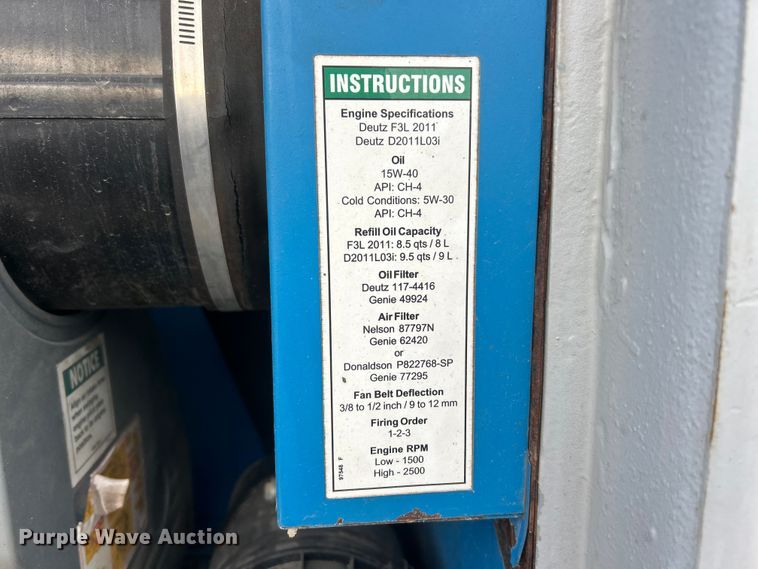 INSTRUCTIONS
Engine Specifications
Deutz F3L 2011
Deutz D2011L03i
Oil
15W-40
API: CH-4
Cold Conditions: 5W-30
API: CH-4
Refill Oil Capacity
F3L 2011: 8.5 qts / 8 L
D2011L03i: 9.5 qts / 9 L
Oil Filter
Deutz 117-4416
Genie 49924
Air Filter
Nelson 87797N
Genie 62420
or
Donaldson P822768-SP
Genie 77295
Fan Belt Deflection
3/8 to 1/2 inch / 9 to 12 mm
Firing Order
1-2-3
Engine RPM
Low - 1500
High - 2500
97548 F
NOTICE
Purple Wave Auction